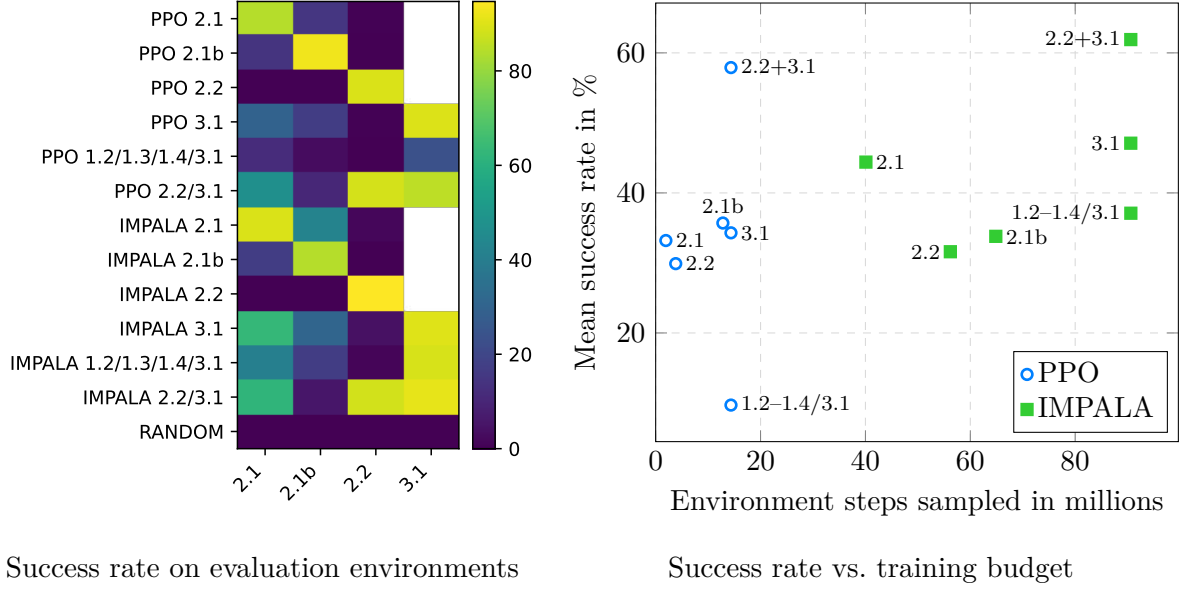 PPO 2.1
PPO 2.1b
PPO 2.2
PPO 3.1
PPO 1.2/1.3/1.4/3.1
PPO 2.2/3.1
IMPALA 2.1
IMPALA 2.1b
IMPALA 2.2
IMPALA 3.1
IMPALA 1.2/1.3/1.4/3.1
IMPALA 2.2/3.1
RANDOM
2.1
2.1b
2.2
3.1
80
60
40
20
0
Success rate on evaluation environments
Mean success rate in %
60
40
20
2.2+3.1
2.2+3.1
3.1
2.1
2.1b
1.2–1.4/3.1
2.1
3.1
2.1b
2.2
2.2
1.2–1.4/3.1
PPO
IMPALA
0
20
40
60
80
Environment steps sampled in millions
Success rate vs. training budget